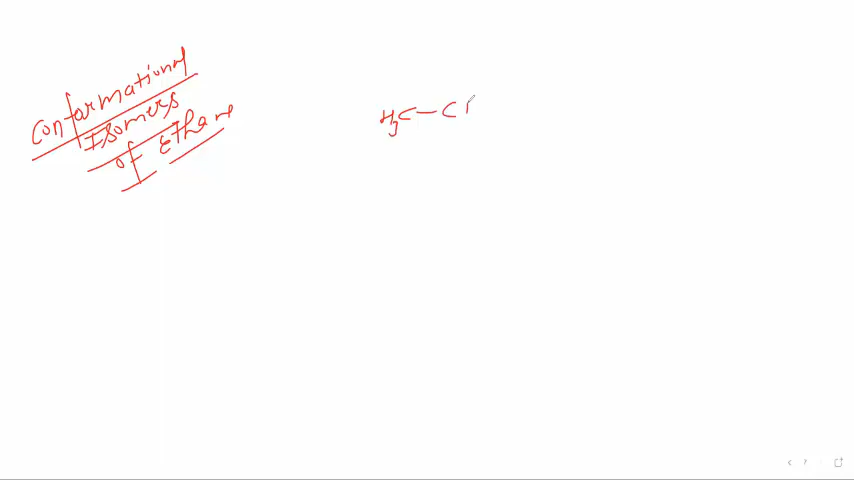 Conformational
Isomers
of Ethane
H₃C—C